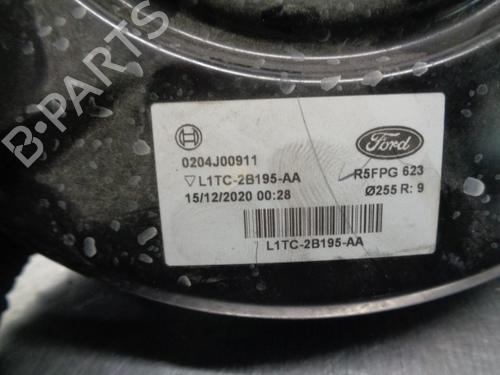 B-PARTS
Ford
0204J00911
▽L1TC-2B195-AA R5FPG 623
15/12/2020 00:28 Ø255 R: 9
L1TC-2B195-AA